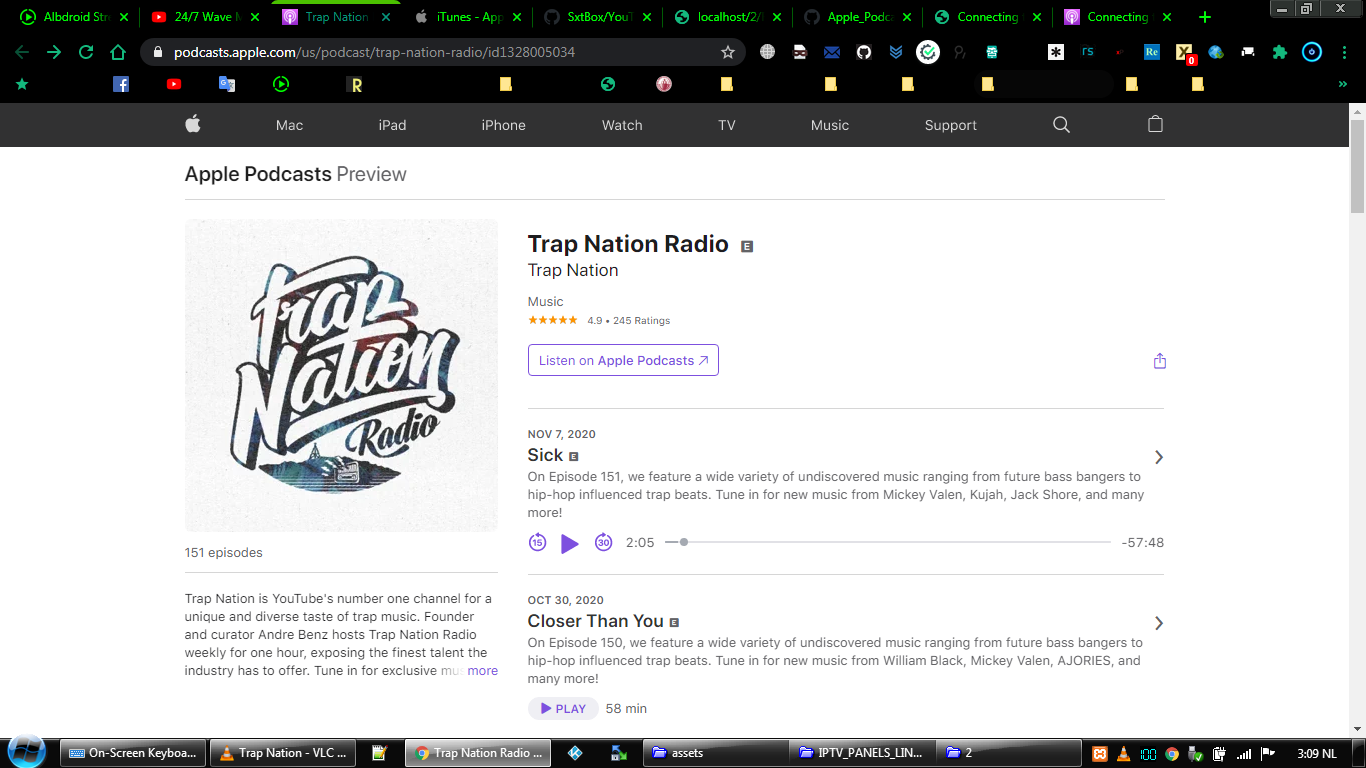 Albdroid Str
24/7 Wave M
Trap Nation
iTunes - App
SxtBox/YouT
localhost/2/
Apple_Podca
Connecting
Connecting
podcasts.apple.com/us/podcast/trap-nation-radio/id1328005034
Mac
iPad
iPhone
Watch
TV
Music
Support
Apple Podcasts Preview
Trap Nation Radio
Trap Nation Radio E
Trap Nation
Music
4.9 • 245 Ratings
Listen on Apple Podcasts ↗
NOV 7, 2020
Sick E
On Episode 151, we feature a wide variety of undiscovered music ranging from future bass bangers to
hip-hop influenced trap beats. Tune in for new music from Mickey Valen, Kujah, Jack Shore, and many
more!
15
30
2:05
-57:48
151 episodes
Trap Nation is YouTube's number one channel for a
unique and diverse taste of trap music. Founder
and curator Andre Benz hosts Trap Nation Radio
weekly for one hour, exposing the finest talent the
industry has to offer. Tune in for exclusive mu more
OCT 30, 2020
Closer Than You E
On Episode 150, we feature a wide variety of undiscovered music ranging from future bass bangers to
hip-hop influenced trap beats. Tune in for new music from William Black, Mickey Valen, AJORIES, and
many more!
PLAY 58 min
On-Screen Keyboa...
Trap Nation - VLC ...
Trap Nation Radio ...
assets
IPTV_PANELS_LIN...
2
3:09 NL